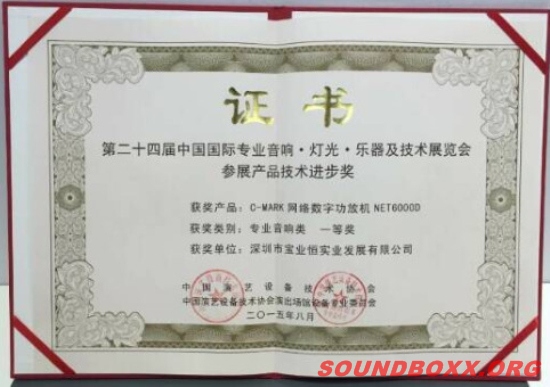 证书
第二十四届中国国际专业音响·灯光·乐器及技术展览会
参展产品技术进步奖
获奖产品：C-MARK 网络数字功放机 NET6000D
获奖类别：专业音响类 一等奖
获奖单位：深圳市宝业恒实业发展有限公司
中国演艺设备技术协会
中国演艺设备技术协会演出场馆设备专业委员会
二〇一五年八月
SOUNDBOXX.ORG